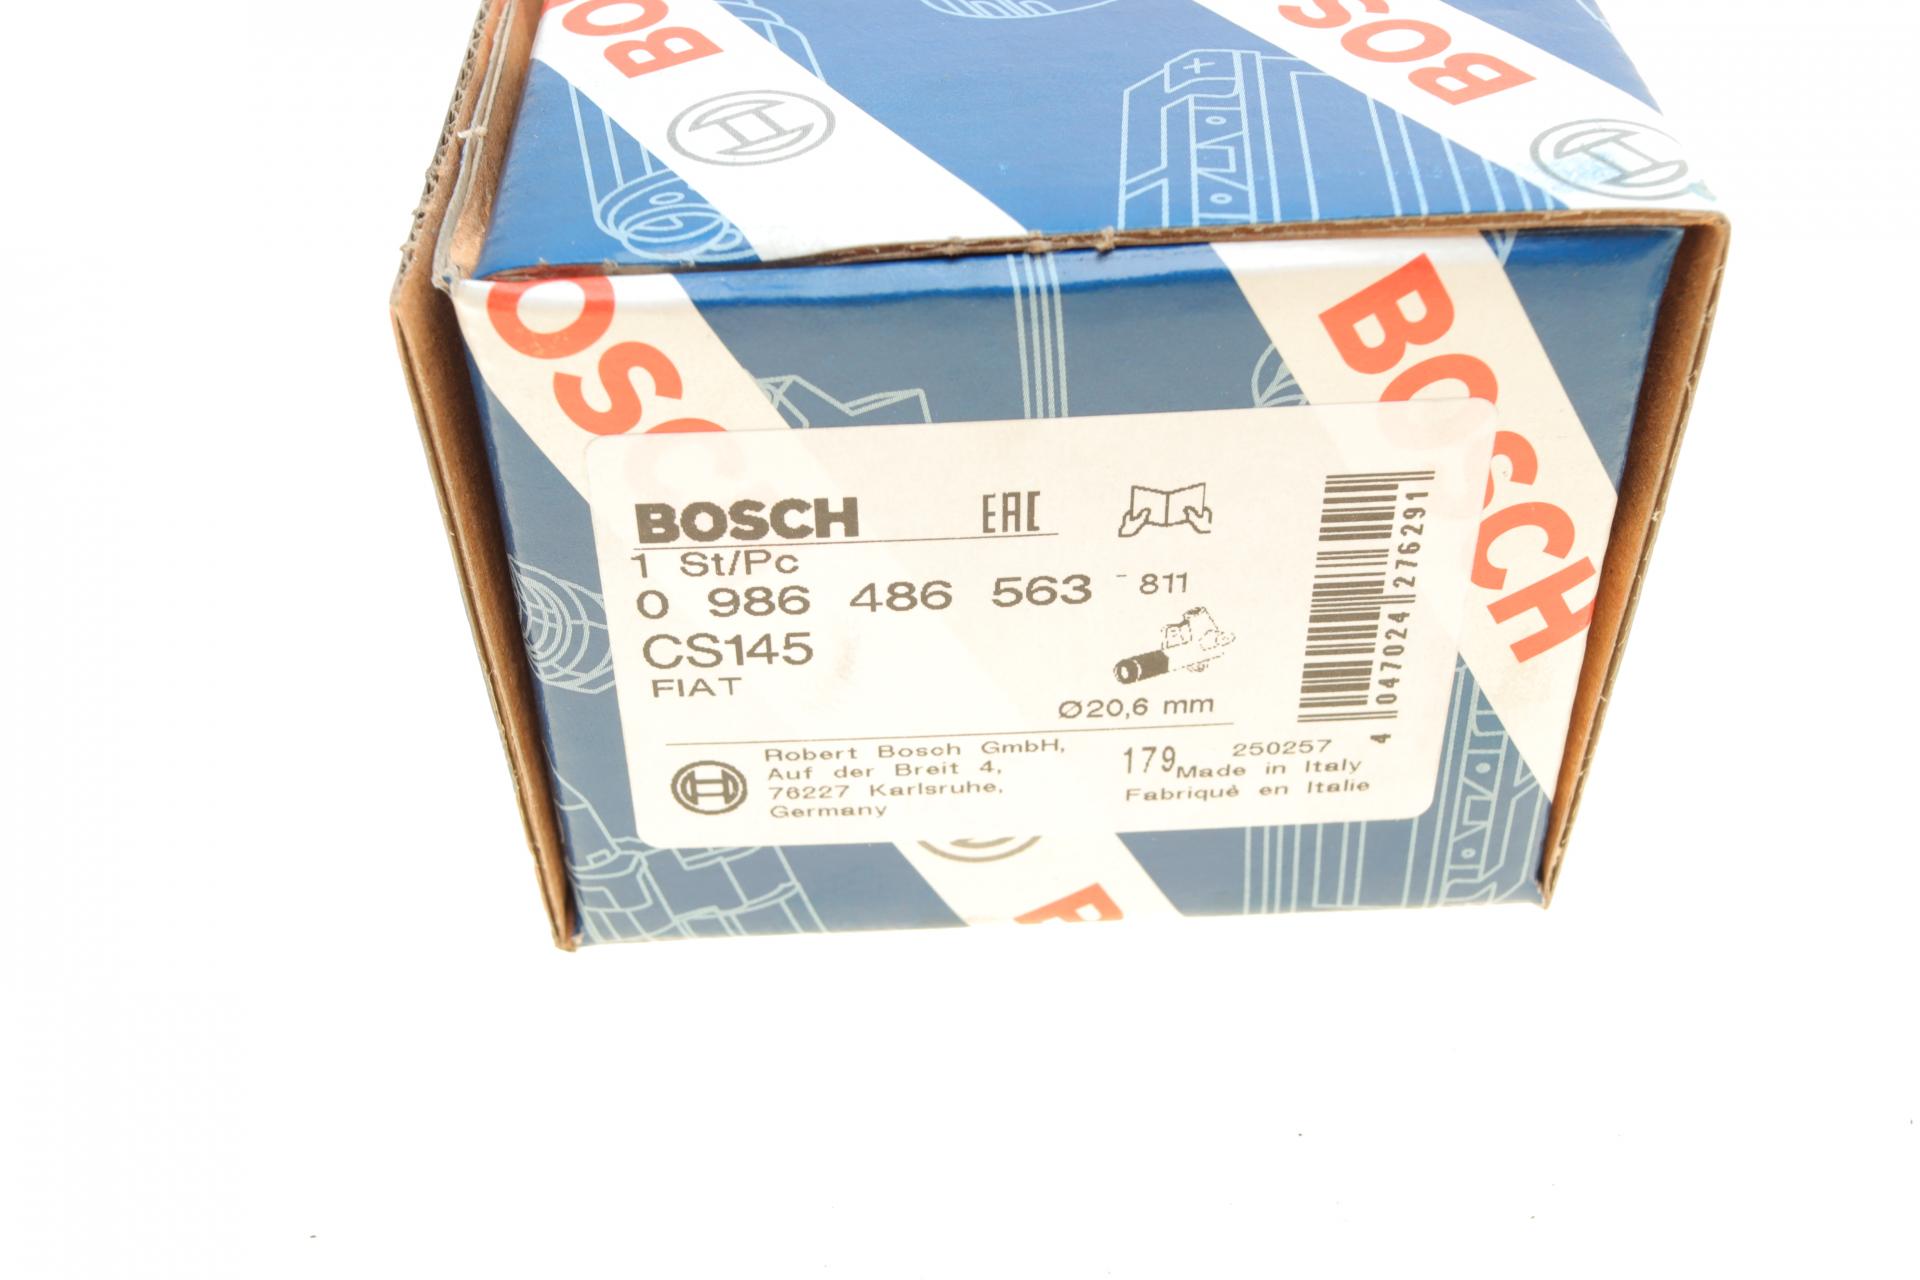 BOSCH
BOSCH
BOSCH
BOSCH
BOSCH EAC
1 St/Pc
0 986 486 563 - 811
CS145
FIAT
Ø20,6 mm
4 047024 276291
Robert Bosch GmbH,
Auf der Breit 4,
76227 Karlsruhe,
Germany
179 250257
Made in Italy
Fabriqué en Italie